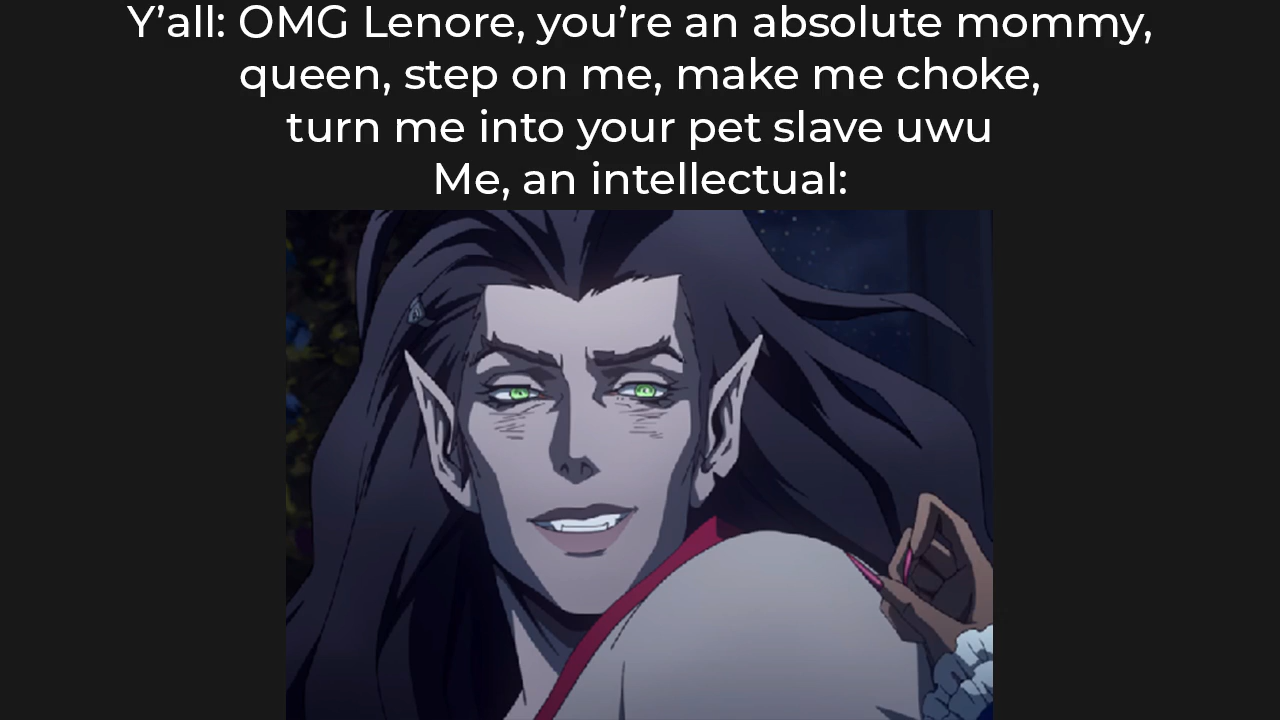 Y’all: OMG Lenore, you’re an absolute mommy,
queen, step on me, make me choke,
turn me into your pet slave uwu
Me, an intellectual: